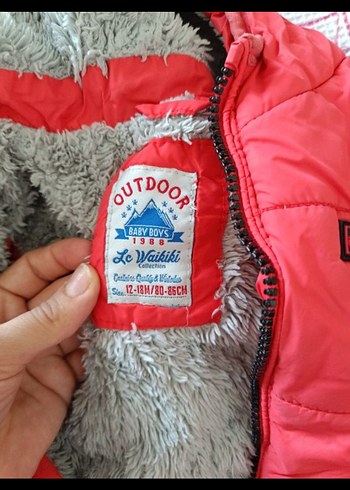 OUTDOOR
BABY BOYS
1988
Lc Waikiki
Collection
Size: 12-18M/80-86CM